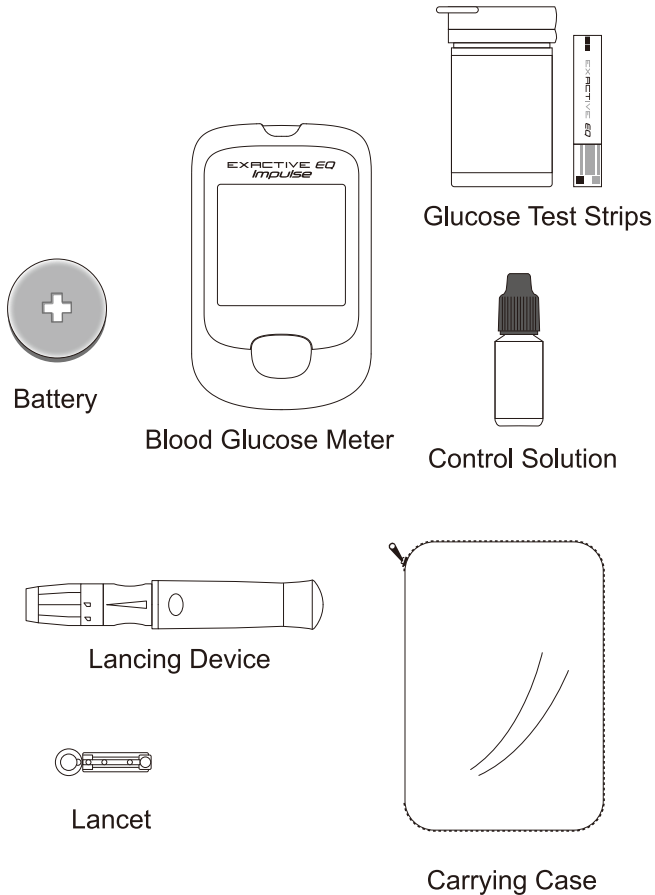 EXACTIVE EQ
Glucose Test Strips
EXACTIVE EQ
Impulse
Battery
Blood Glucose Meter
Control Solution
Lancing Device
Lancet
Carrying Case